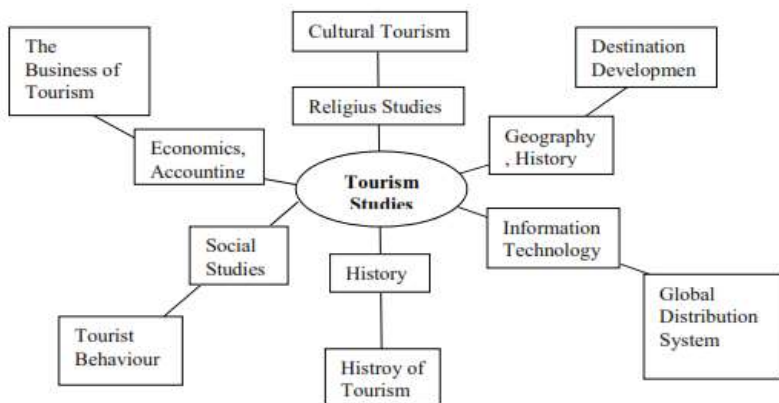 The
Business of
Tourism
Cultural Tourism
Destination
Developmen
Religius Studies
Economics,
Accounting
Geography
, History
Tourism
Studies
Social
Studies
History
Information
Technology
Tourist
Behaviour
Histroy of
Tourism
Global
Distribution
System